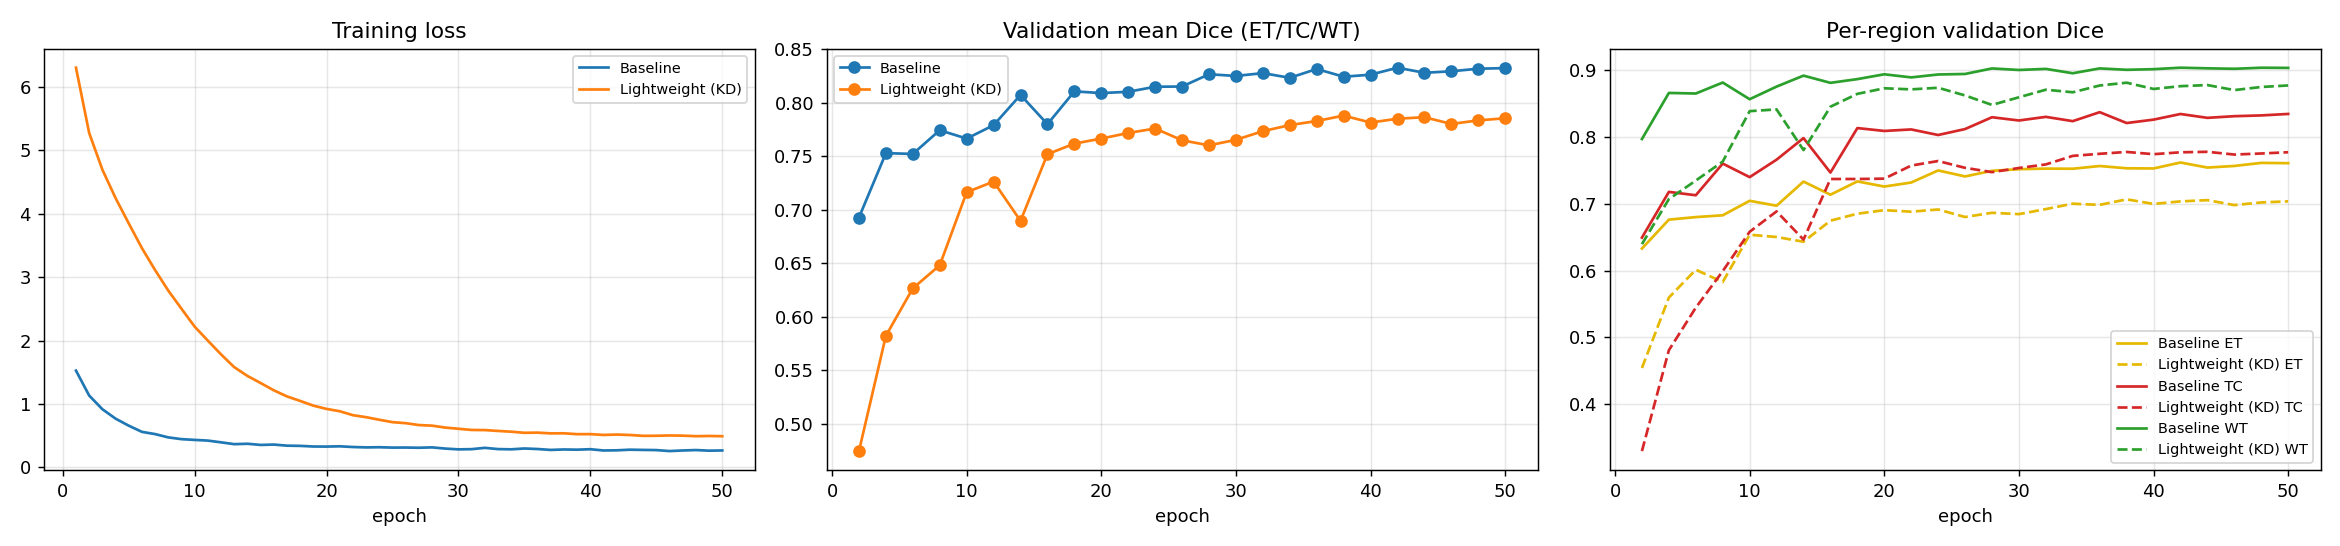 Training loss
Baseline
Lightweight (KD)
6
5
4
3
2
1
0
0 10 20 30 40 50
epoch
Validation mean Dice (ET/TC/WT)
Baseline
Lightweight (KD)
0.85
0.80
0.75
0.70
0.65
0.60
0.55
0.50
0 10 20 30 40 50
epoch
Per-region validation Dice
0.9
0.8
0.7
0.6
0.5
0.4
Baseline ET
Lightweight (KD) ET
Baseline TC
Lightweight (KD) TC
Baseline WT
Lightweight (KD) WT
0 10 20 30 40 50
epoch